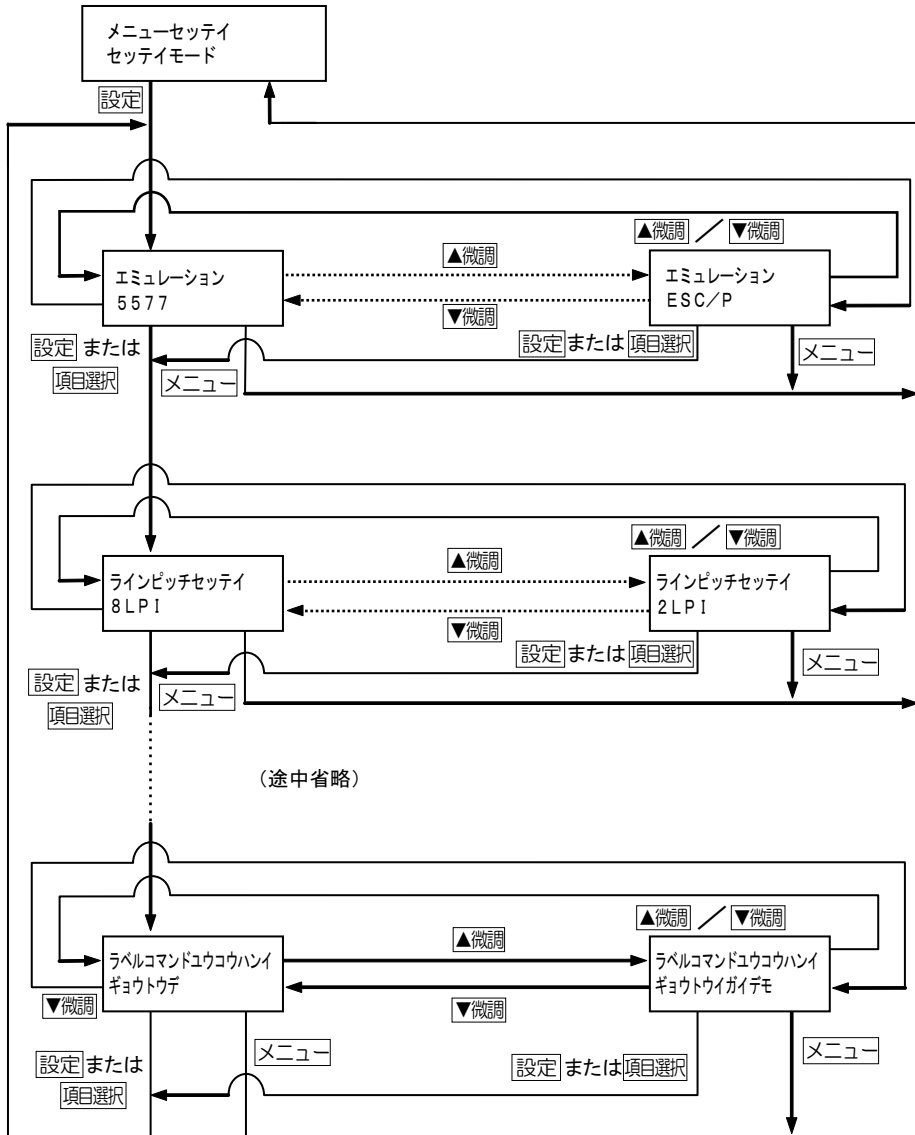 メニューセッテイ
セッテイモード
設定
▲微調 ／ ▼微調
エミュレーション
5577
▲微調
▼微調
エミュレーション
ESC／P
設定 または
項目選択
メニュー
設定 または 項目選択
メニュー
▲微調 ／ ▼微調
ラインピッチセッテイ
8LPI
▲微調
▼微調
ラインピッチセッテイ
2LPI
設定 または
項目選択
メニュー
設定 または 項目選択
メニュー
（途中省略）
▲微調 ／ ▼微調
ラベルコマンドユウコウハンイ
ギョウトウデ
▼微調
▲微調
▼微調
ラベルコマンドユウコウハンイ
ギョウトウイガイデモ
設定 または
項目選択
メニュー
設定 または 項目選択
メニュー